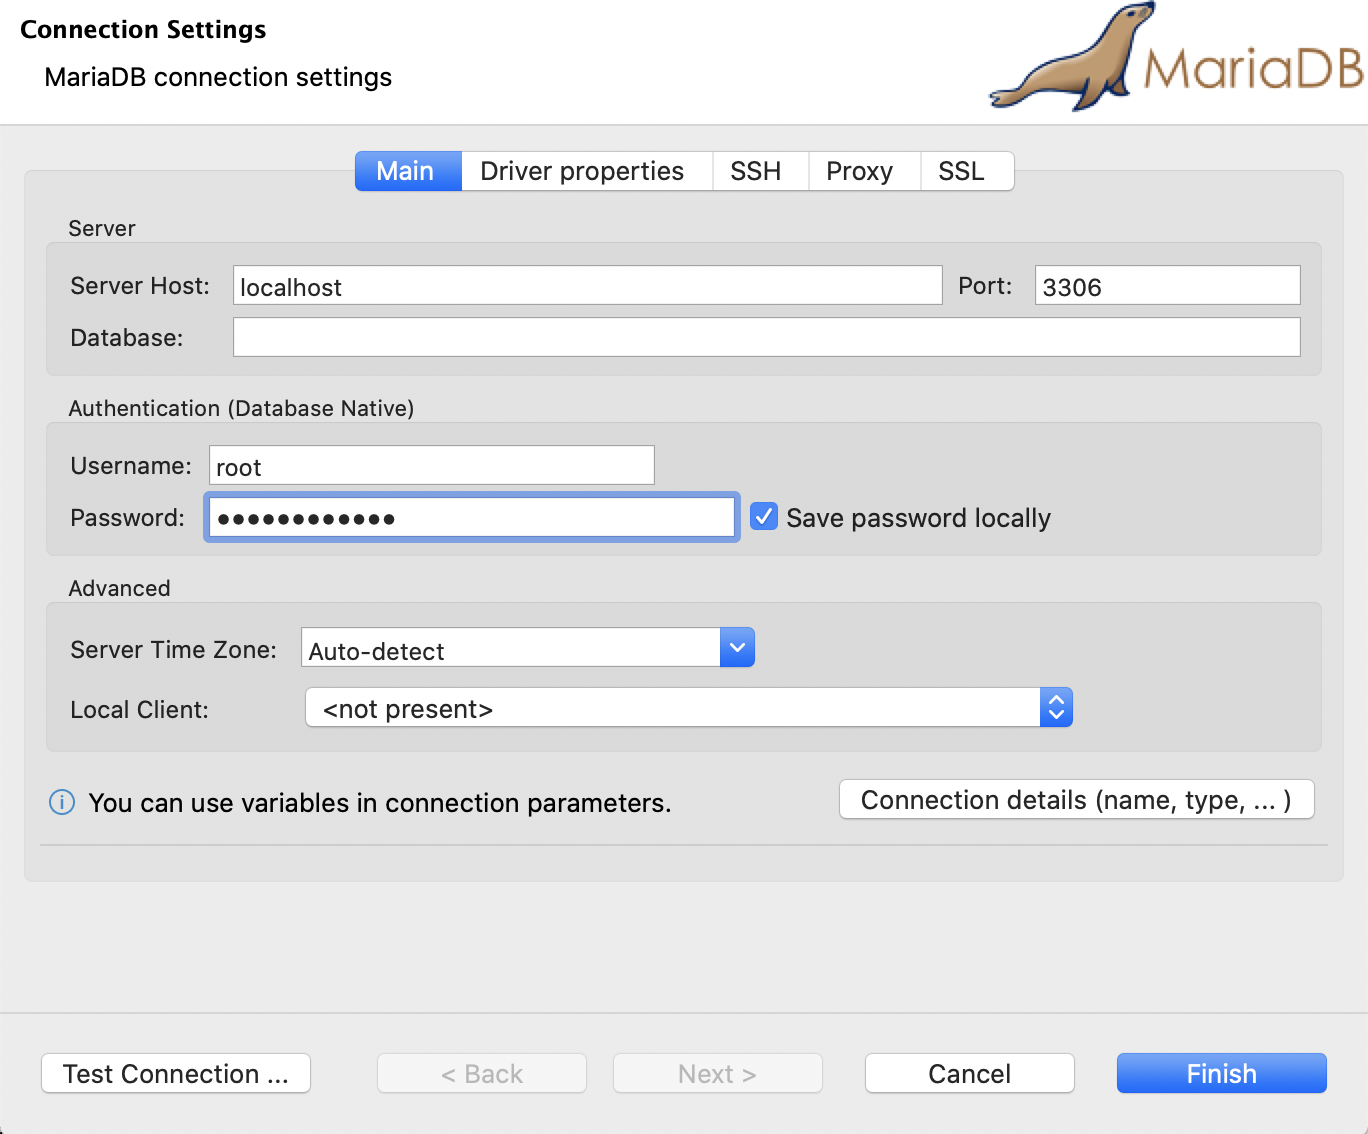 Connection Settings
MariaDB connection settings
MariaDB
Main Driver properties SSH Proxy SSL
Server
Server Host: localhost Port: 3306
Database:
Authentication (Database Native)
Username: root
Password: ●●●●●●●●●●●● Save password locally
Advanced
Server Time Zone: Auto-detect
Local Client: <not present>
You can use variables in connection parameters. Connection details (name, type, ... )
Test Connection ... < Back Next > Cancel Finish